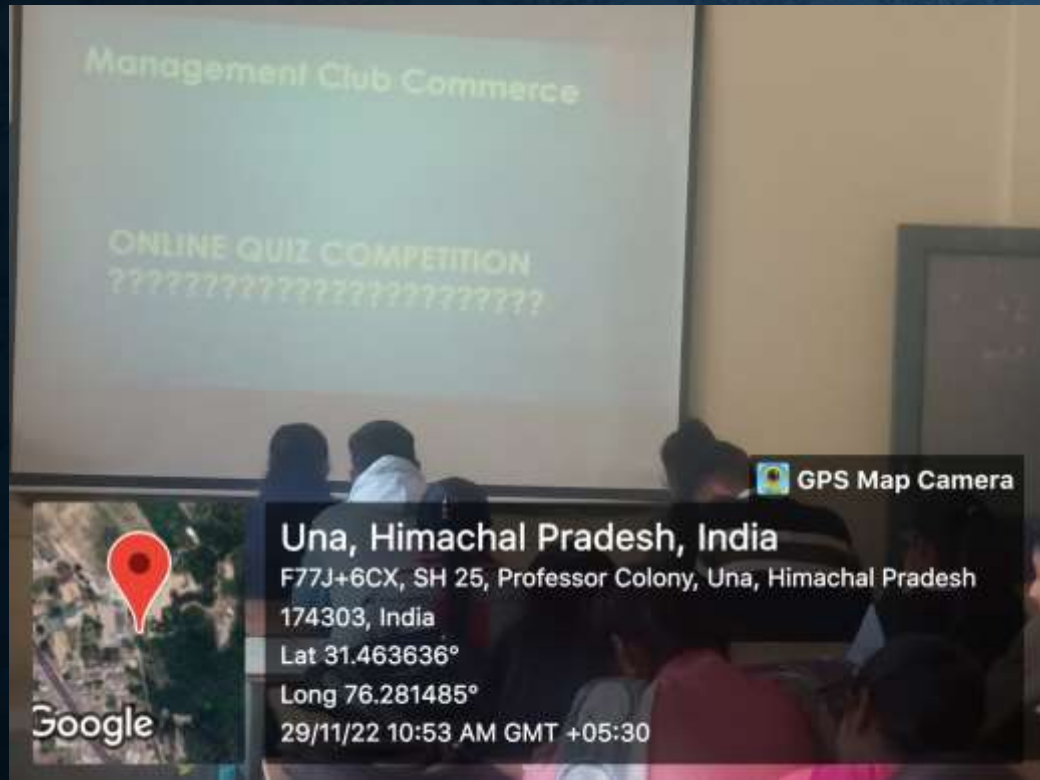 Management Club Commerce
ONLINE QUIZ COMPETITION
???????????????????????
GPS Map Camera
Una, Himachal Pradesh, India
F77J+6CX, SH 25, Professor Colony, Una, Himachal Pradesh
174303, India
Lat 31.463636°
Long 76.281485°
29/11/22 10:53 AM GMT +05:30
Google